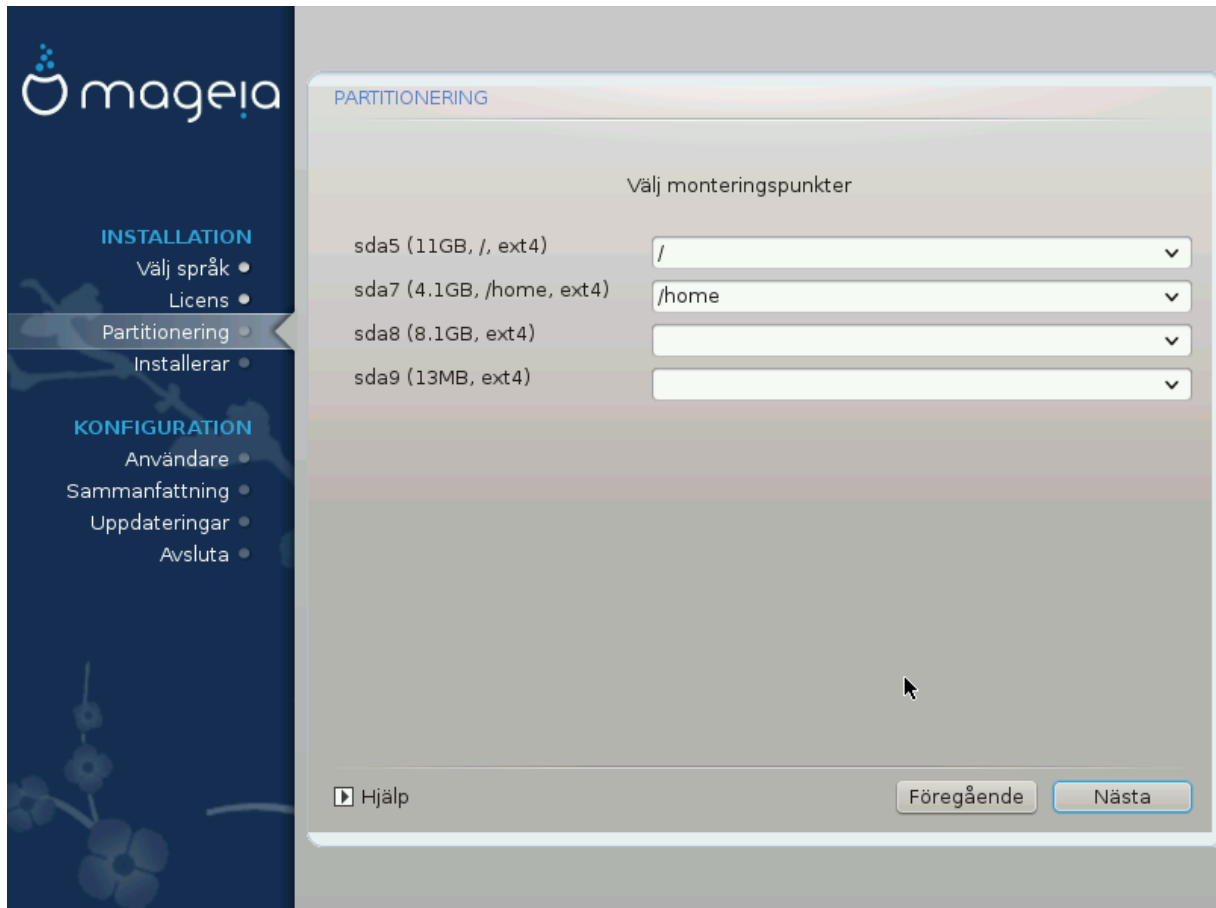 mageia
INSTALLATION
Välj språk
Licens
Partitionering
Installerar
KONFIGURATION
Användare
Sammanfattning
Uppdateringar
Avsluta
PARTITIONERING
Välj monteringspunkter
sda5 (11GB, /, ext4) /
sda7 (4.1GB, /home, ext4) /home
sda8 (8.1GB, ext4)
sda9 (13MB, ext4)
Hjälp Föregående Nästa